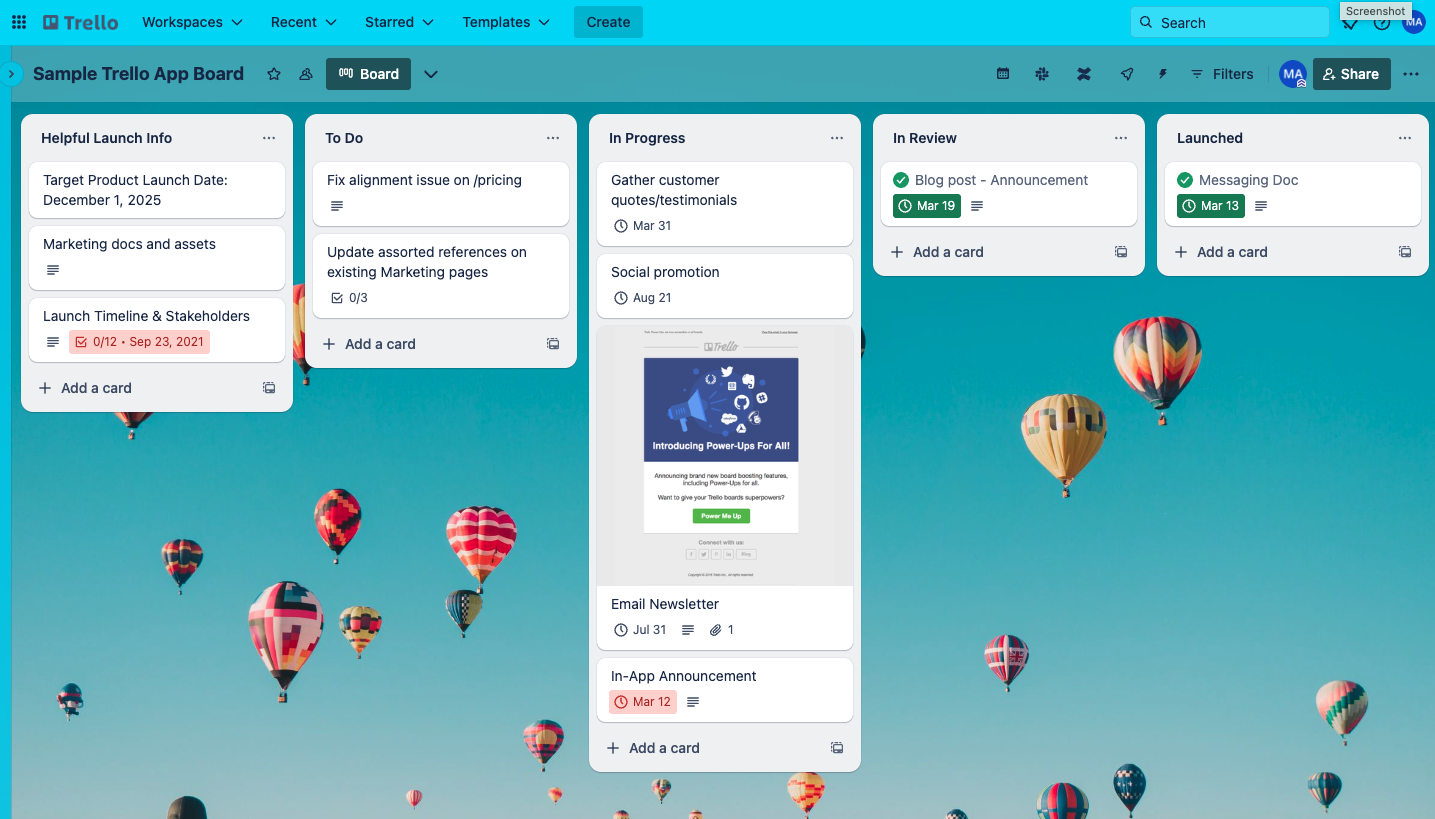 Screenshot
Trello
Workspaces
Recent
Starred
Templates
Create
Search
MA
Sample Trello App Board
Board
Filters
MA
Share
Helpful Launch Info
Target Product Launch Date:
December 1, 2025
Marketing docs and assets
Launch Timeline & Stakeholders
0/12 • Sep 23, 2021
Add a card
To Do
Fix alignment issue on /pricing
Update assorted references on
existing Marketing pages
0/3
Add a card
In Progress
Gather customer
quotes/testimonials
Mar 31
Social promotion
Aug 21
Trello
Introducing Power-Ups For All!
Announcing brand new board boosting features,
including Power-Ups for all.
Want to give your Trello boards superpowers?
Power Me Up
Connect with us:
Blog
Email Newsletter
Jul 31
1
In-App Announcement
Mar 12
Add a card
In Review
Blog post - Announcement
Mar 19
Add a card
Launched
Messaging Doc
Mar 13
Add a card